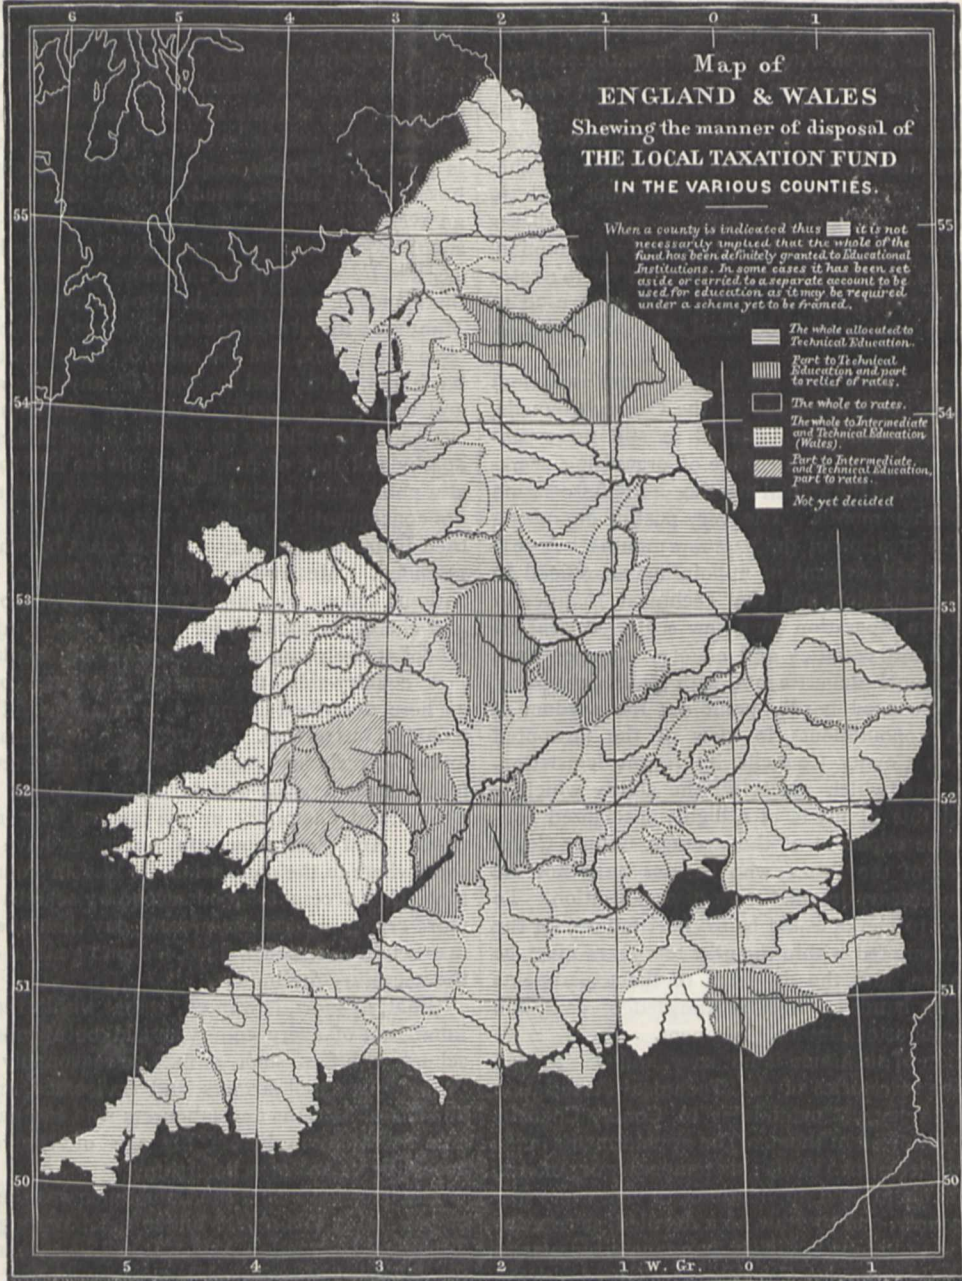 6 5 4 3 2 1 0 1
Map of
ENGLAND & WALES
Shewing the manner of disposal of
THE LOCAL TAXATION FUND
IN THE VARIOUS COUNTIES.
When a county is indicated thus it is not
necessarily implied that the whole of the
fund has been definitely granted to Educational
Institutions. In some cases it has been set
aside or carried to a separate account to be
used for education as it may be required
under a scheme yet to be framed.
The whole allocated to
Technical Education.
Part to Technical
Education and part
to relief of rates.
The whole to rates.
The whole to Intermediate
and Technical Education
(Wales).
Part to Intermediate,
and Technical Education,
part to rates.
Not yet decided
55 55
54 54
53 53
52 52
51 51
50 50
5 4 3 2 1 W. Gr. 0 1